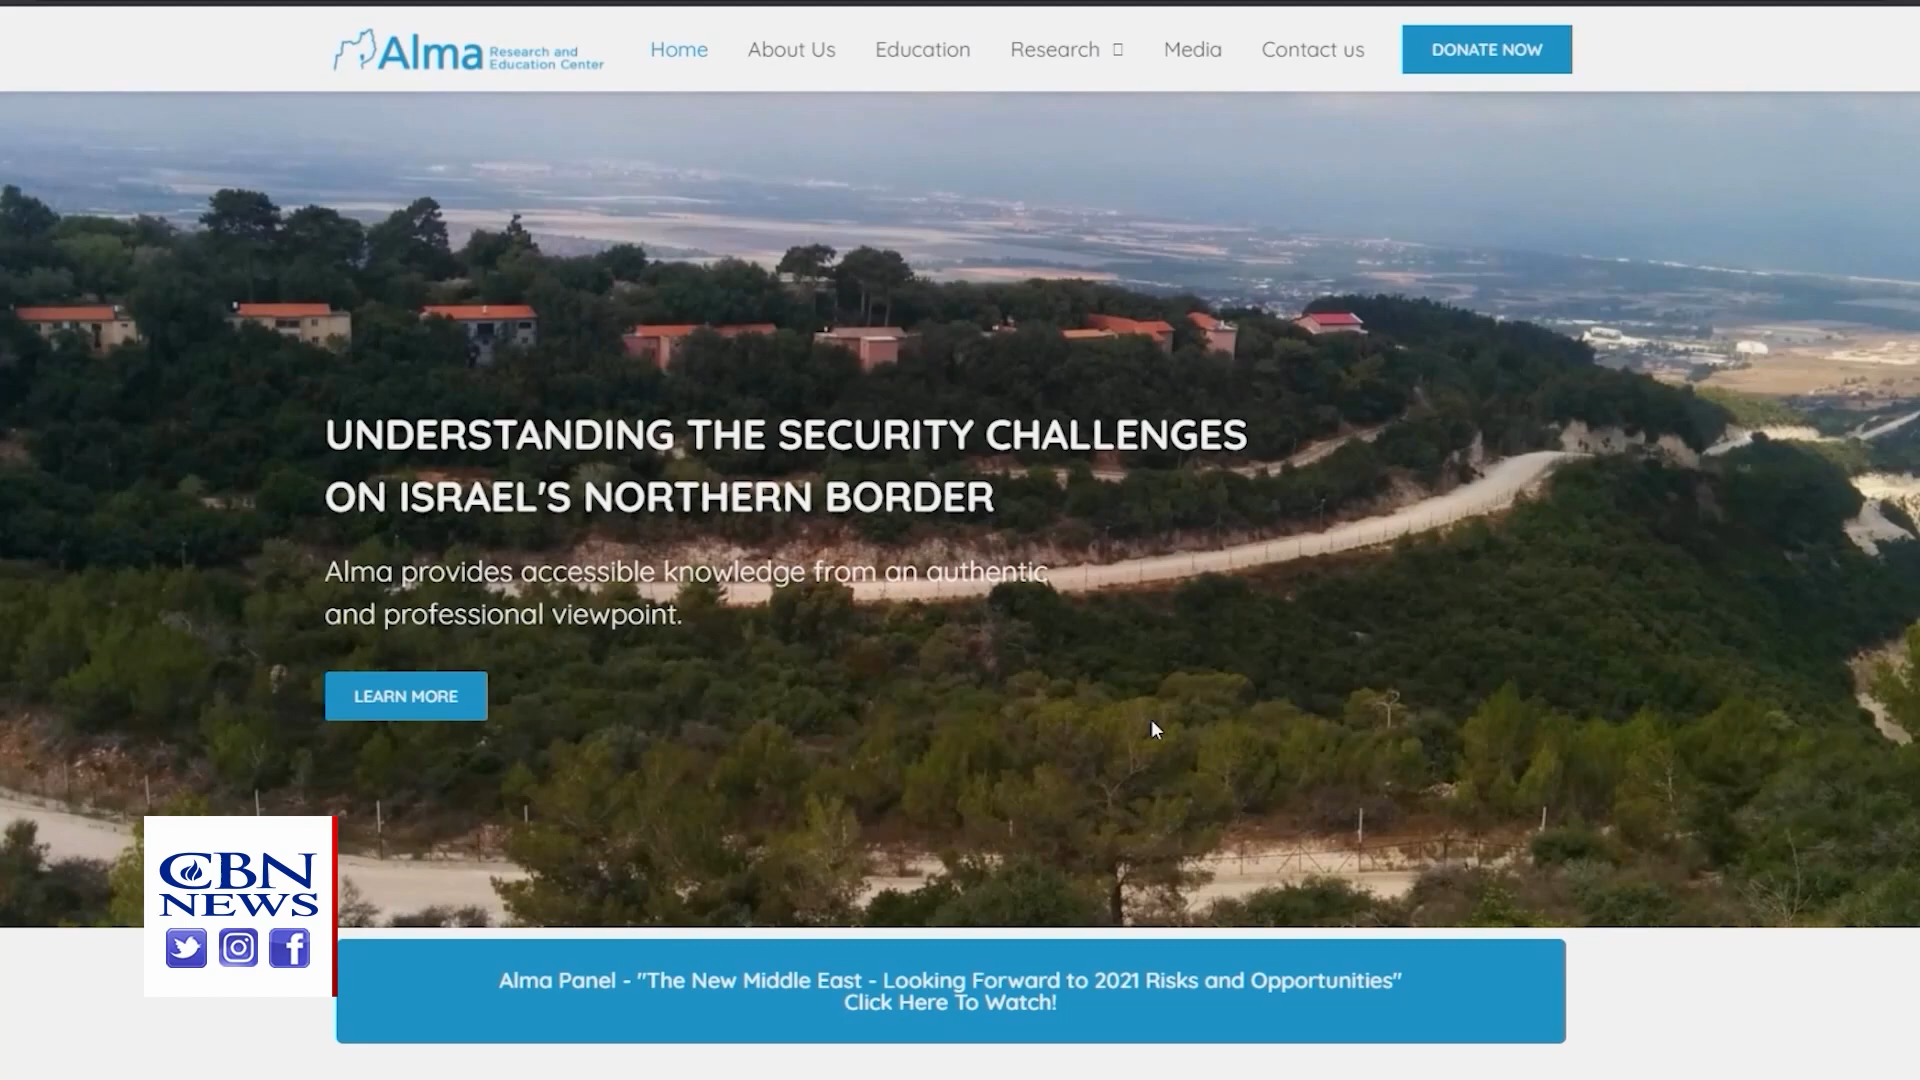 Alma Research and
Education Center
Home
About Us
Education
Research
Media
Contact us
DONATE NOW
UNDERSTANDING THE SECURITY CHALLENGES
ON ISRAEL'S NORTHERN BORDER
Alma provides accessible knowledge from an authentic
and professional viewpoint.
LEARN MORE
CBN
NEWS
Alma Panel - "The New Middle East - Looking Forward to 2021 Risks and Opportunities"
Click Here To Watch!